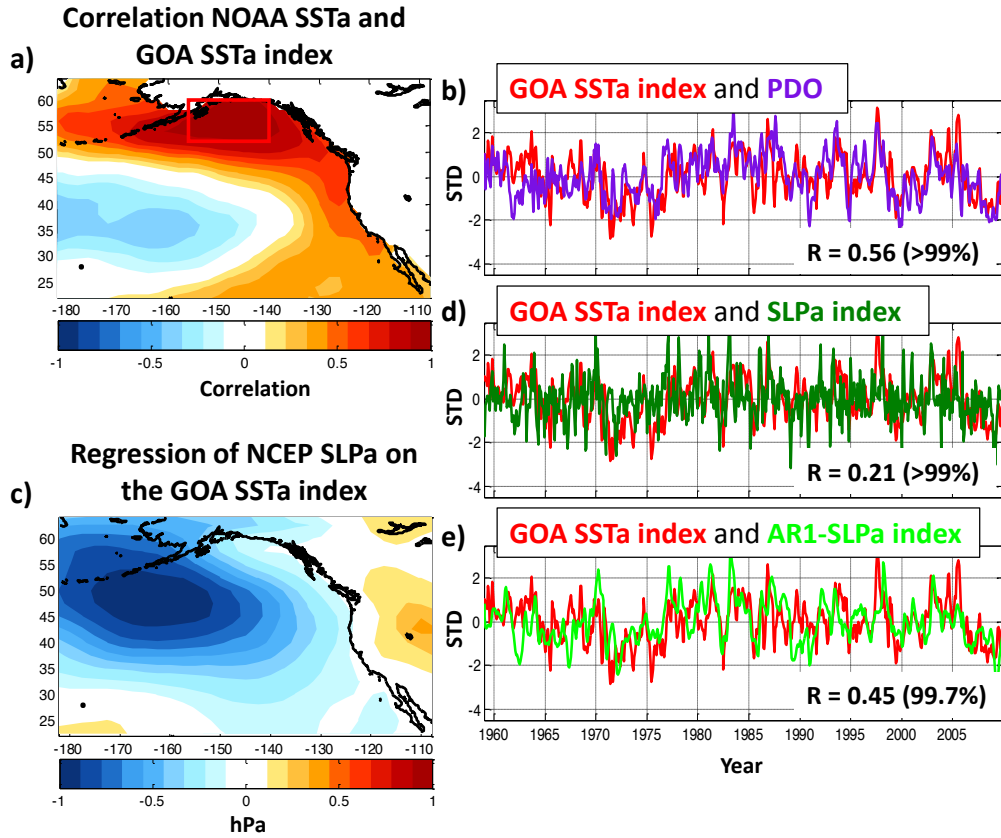 Correlation NOAA SSTa and
GOA SSTa index
a)
60
55
50
45
40
35
30
25
-180 -170 -160 -150 -140 -130 -120 -110
-1 -0.5 0 0.5 1
Correlation
Regression of NCEP SLPa on
the GOA SSTa index
c)
60
55
50
45
40
35
30
25
-180 -170 -160 -150 -140 -130 -120 -110
-1 -0.5 0 0.5 1
hPa
b)
GOA SSTa index and PDO
2
0
-2
-4
STD
R = 0.56 (>99%)
d)
GOA SSTa index and SLPa index
2
0
-2
-4
STD
R = 0.21 (>99%)
e)
GOA SSTa index and AR1-SLPa index
2
0
-2
-4
STD
R = 0.45 (99.7%)
1960 1965 1970 1975 1980 1985 1990 1995 2000 2005
Year